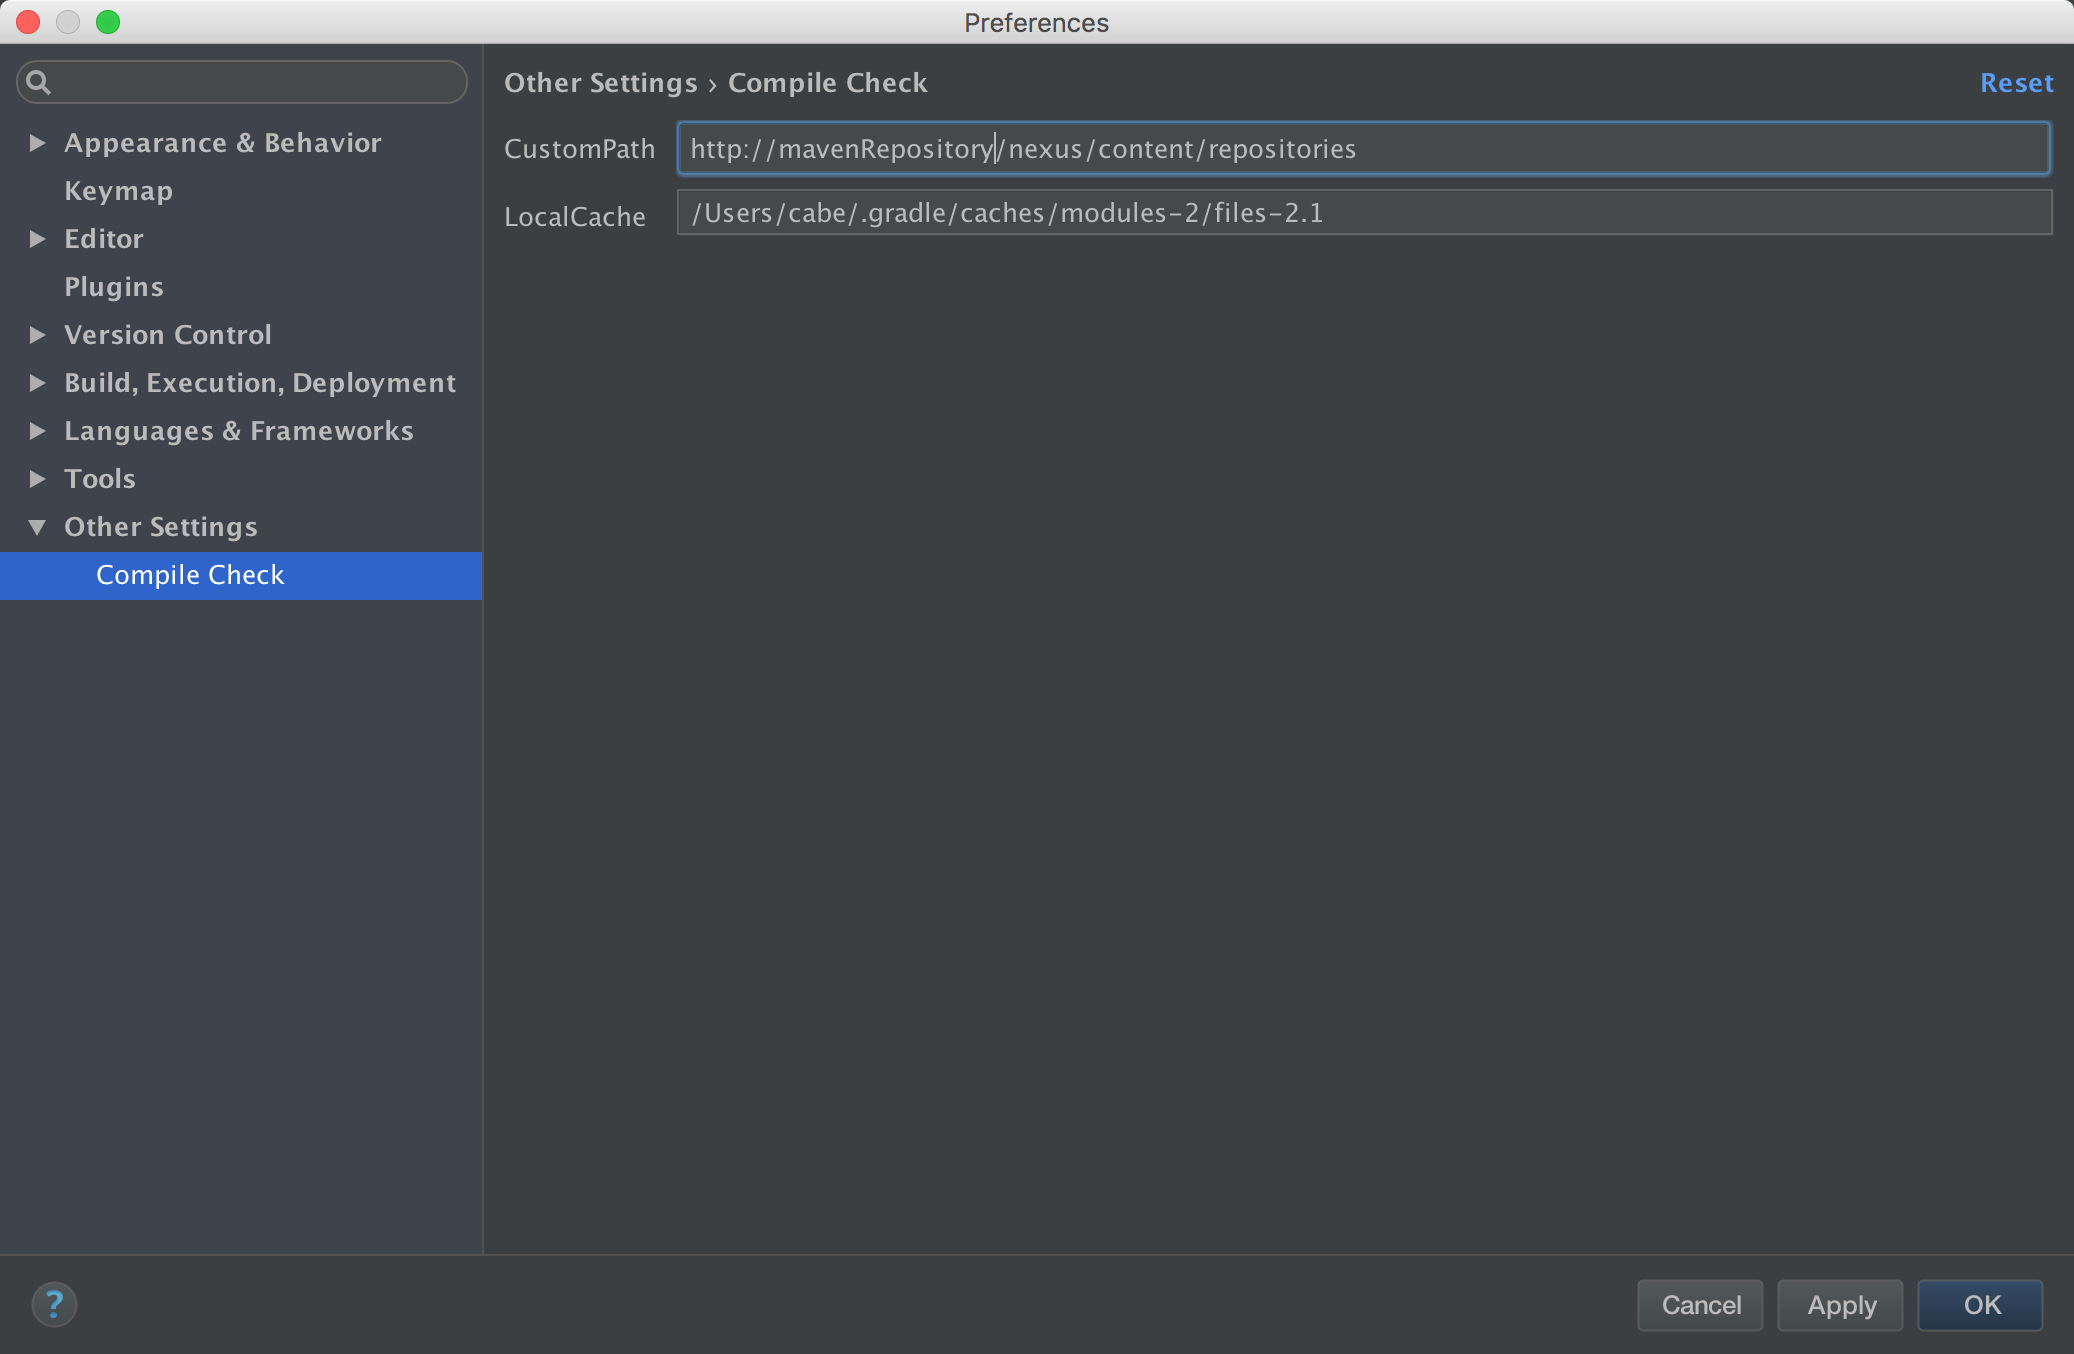 Preferences
Appearance & Behavior
Keymap
Editor
Plugins
Version Control
Build, Execution, Deployment
Languages & Frameworks
Tools
Other Settings
Compile Check
Other Settings › Compile Check
Reset
CustomPath http://mavenRepository/nexus/content/repositories
LocalCache /Users/cabe/.gradle/caches/modules-2/files-2.1
?
Cancel
Apply
OK